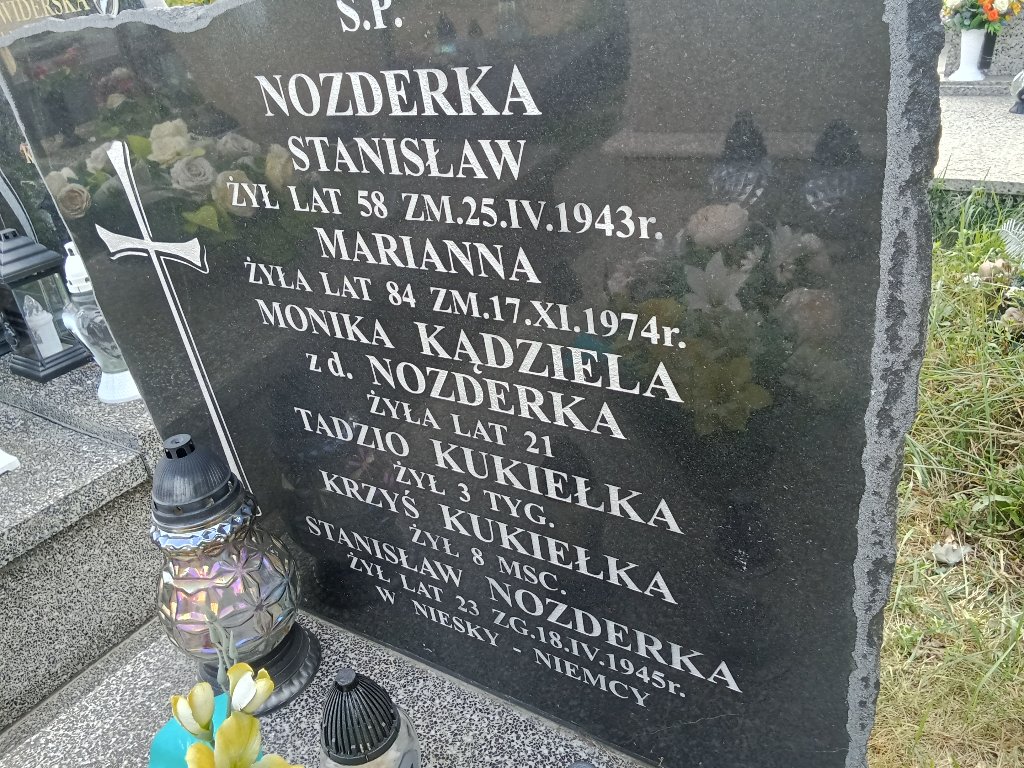 WIDERSKA
Ś.P.
NOZDERKA
STANISŁAW
ŻYŁ LAT 58 ZM.25.IV.1943r.
MARIANNA
ŻYŁA LAT 84 ZM.17.XI.1974r.
MONIKA KĄDZIELA
z d. NOZDERKA
ŻYŁA LAT 21
TADZIO KUKIEŁKA
ŻYŁ 3 TYG.
KRZYŚ KUKIEŁKA
ŻYŁ 8 MSC.
STANISŁAW NOZDERKA
ŻYŁ LAT 23 ZG.18.IV.1945r.
W NIESKY - NIEMCY